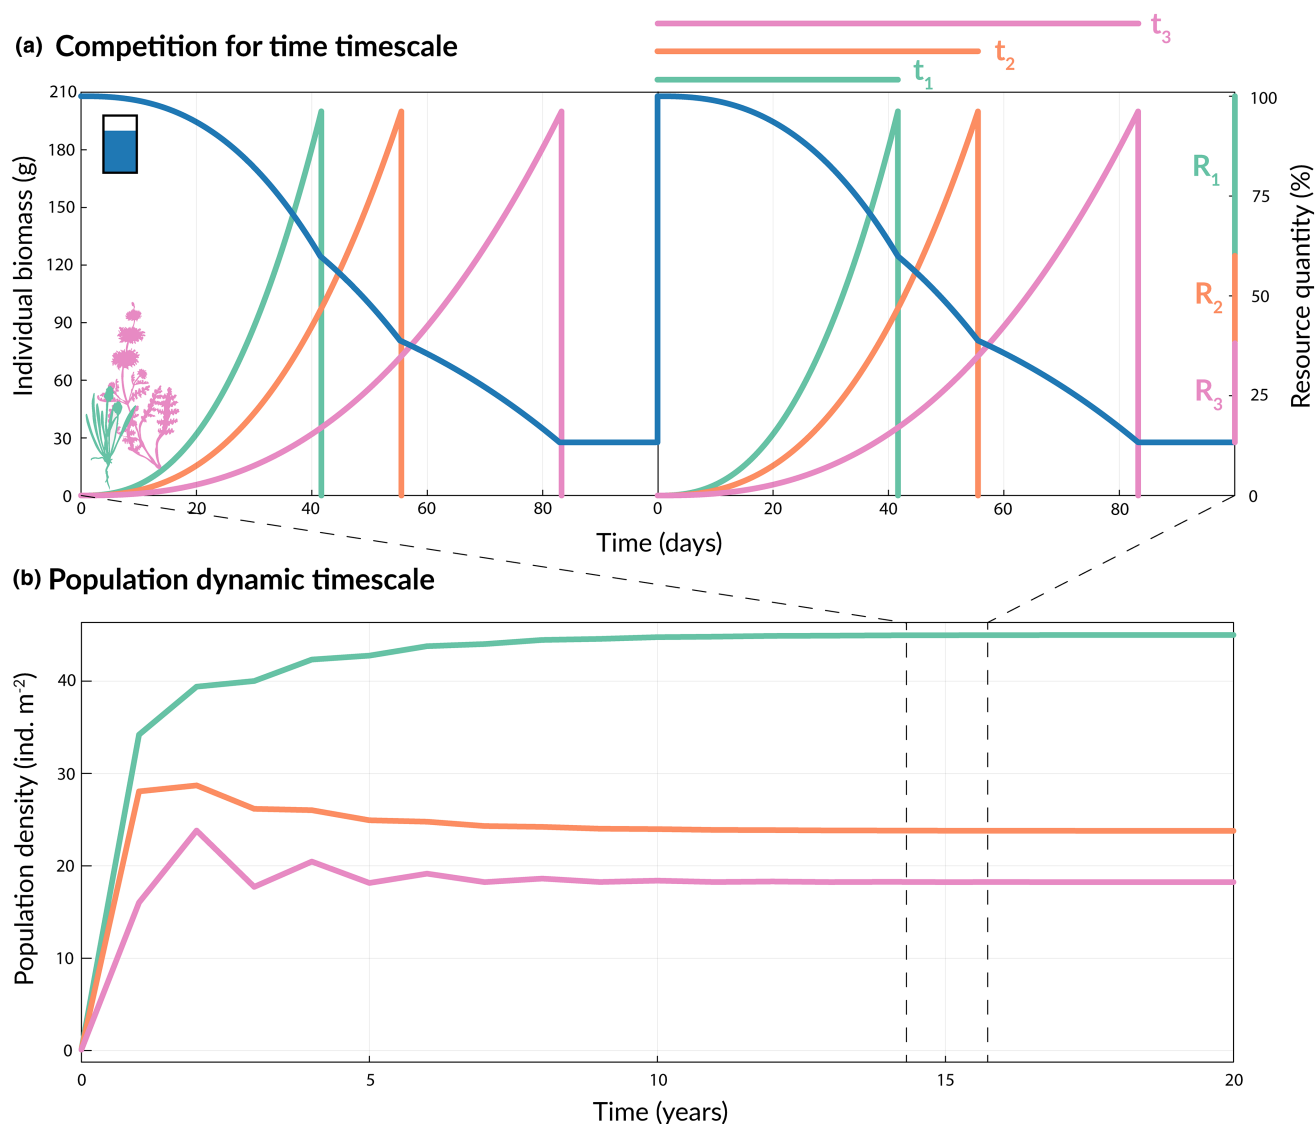 t3
(a) Competition for time timescale
t2
t1
210
180
150
120
90
60
30
0
Individual biomass (g)
100
75
50
25
0
Resource quantity (%)
R1
R2
R3
0 20 40 60 80 0 20 40 60 80
Time (days)
(b) Population dynamic timescale
40
30
20
10
0
Population density (ind. m-2)
0 5 10 15 20
Time (years)